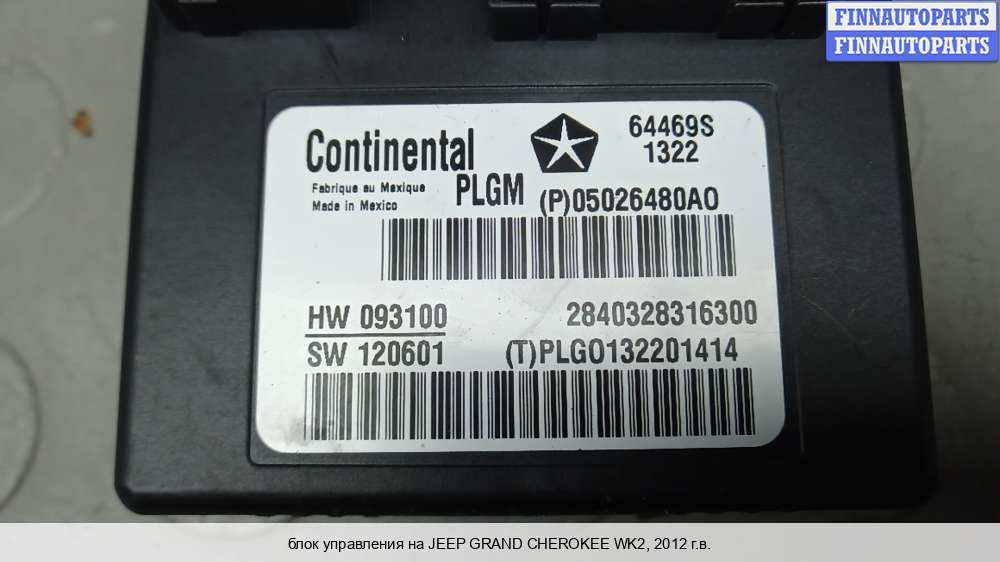 FINNAUTOPARTS
FINNAUTOPARTS
Continental
64469S
1322
Fabrique au Mexique
Made in Mexico
PLGM
(P)05026480AO
HW 093100
2840328316300
SW 120601
(T)PLGO132201414
блок управления на JEEP GRAND CHEROKEE WK2, 2012 г.в.